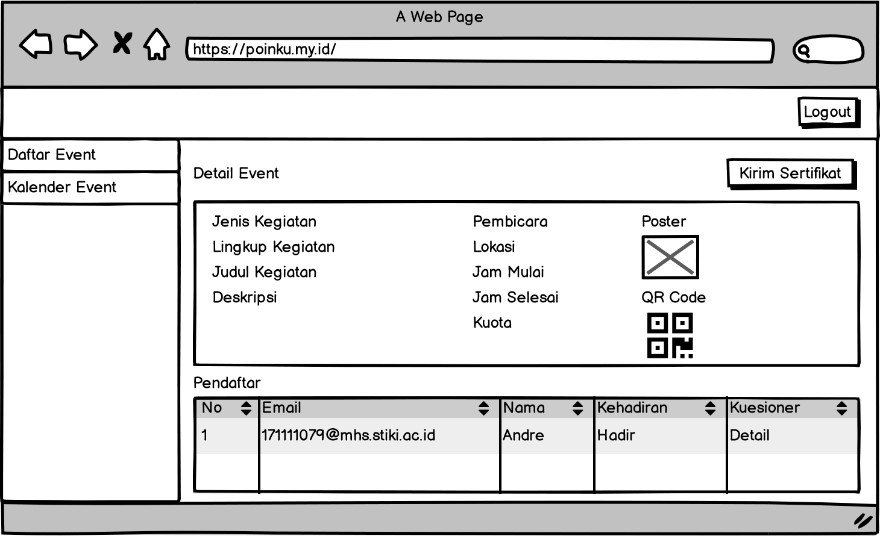 A Web Page
https://poinku.my.id/
Logout
Daftar Event
Kalender Event
Detail Event
Kirim Sertifikat
Jenis Kegiatan
Lingkup Kegiatan
Judul Kegiatan
Deskripsi
Pembicara
Lokasi
Jam Mulai
Jam Selesai
Kuota
Poster
QR Code
Pendaftar
No Email Nama Kehadiran Kuesioner
1 171111079@mhs.stiki.ac.id Andre Hadir Detail